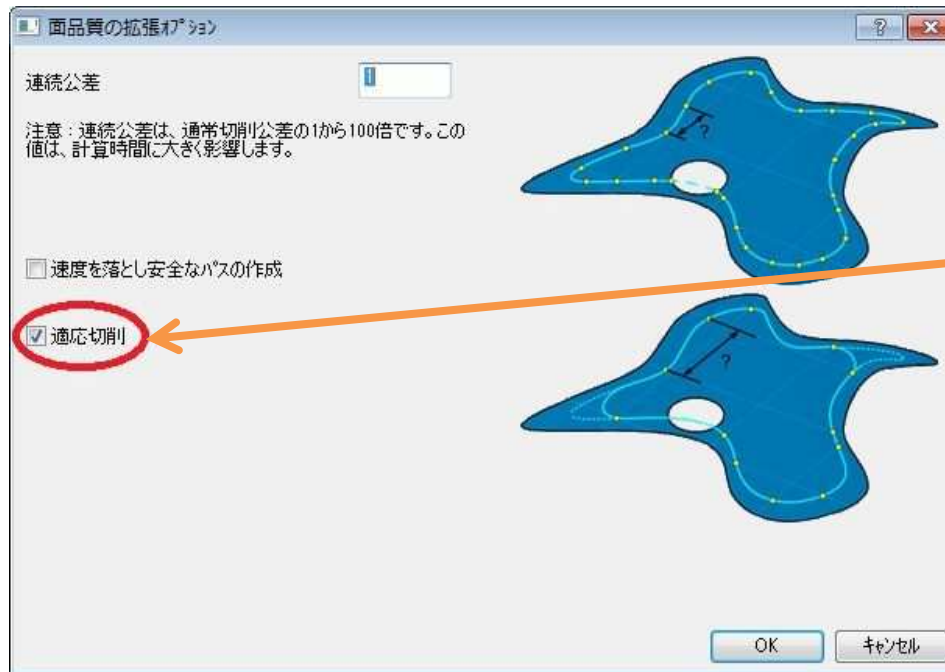 面品質の拡張ｵﾌﾟｼｮﾝ
連続公差
1
注意：連続公差は、通常切削公差の1から100倍です。この
値は、計算時間に大きく影響します。
?
速度を落とし安全なﾊﾟｽの作成
適応切削
?
OK
ｷｬﾝｾﾙ